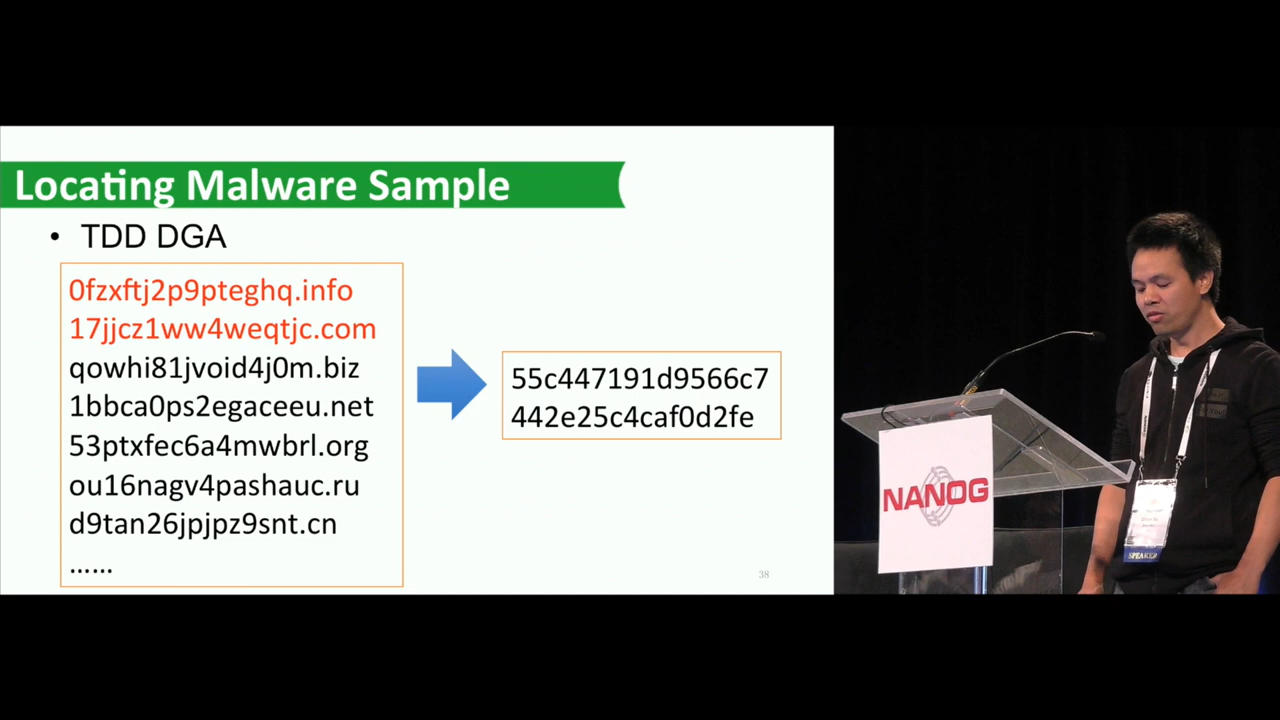 Locating Malware Sample
• TDD DGA
0fzxftj2p9pteghq.info
17jjcz1ww4weqtjc.com
qowhi81jvoid4j0m.biz
1bbca0ps2egaceeu.net
53ptxfec6a4mwbrl.org
ou16nagv4pashauc.ru
d9tan26jpjpz9snt.cn
......
55c447191d9566c7
442e25c4caf0d2fe
38
NANOG
SPEAKER